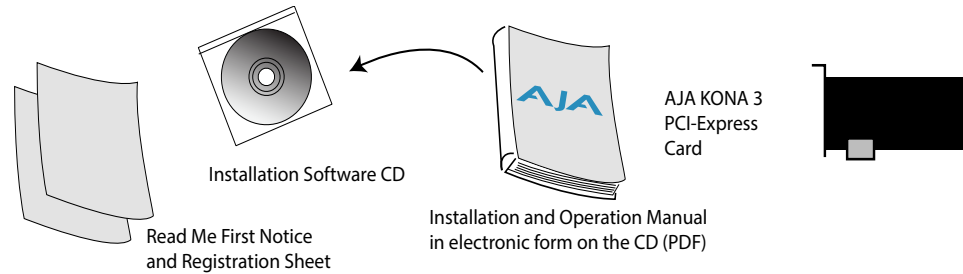 AJA
AJA KONA 3
PCI-Express
Card
Installation Software CD
Installation and Operation Manual
in electronic form on the CD (PDF)
Read Me First Notice
and Registration Sheet